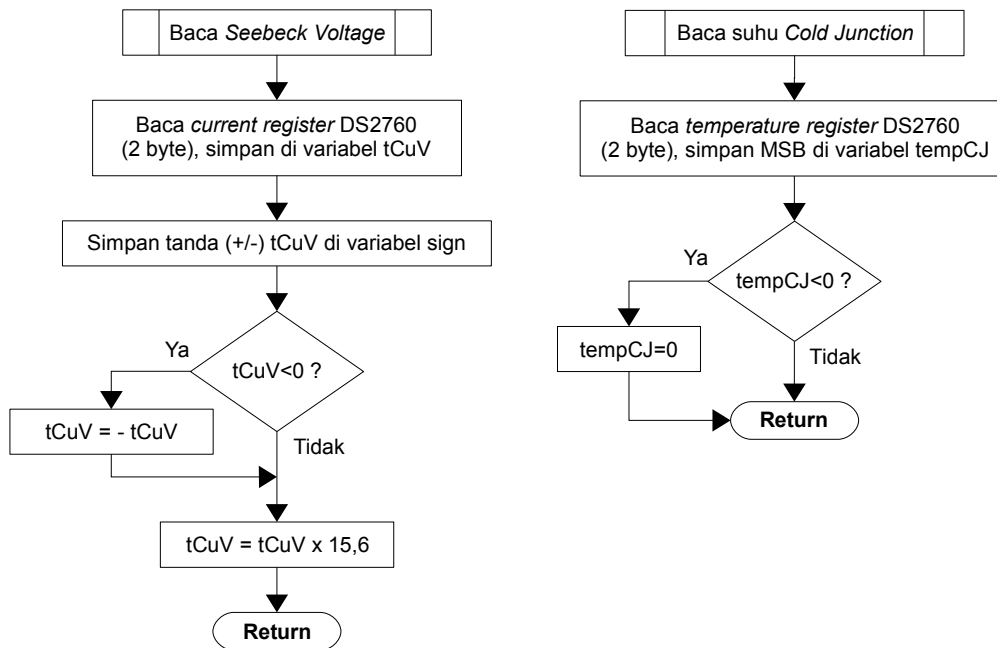 Baca Seebeck Voltage
Baca current register DS2760
(2 byte), simpan di variabel tCuV
Simpan tanda (+/-) tCuV di variabel sign
Ya
tCuV<0 ?
tCuV = - tCuV
Tidak
tCuV = tCuV x 15,6
Return
Baca suhu Cold Junction
Baca temperature register DS2760
(2 byte), simpan MSB di variabel tempCJ
Ya
tempCJ<0 ?
tempCJ=0
Tidak
Return